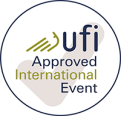 ufi
Approved
International
Event